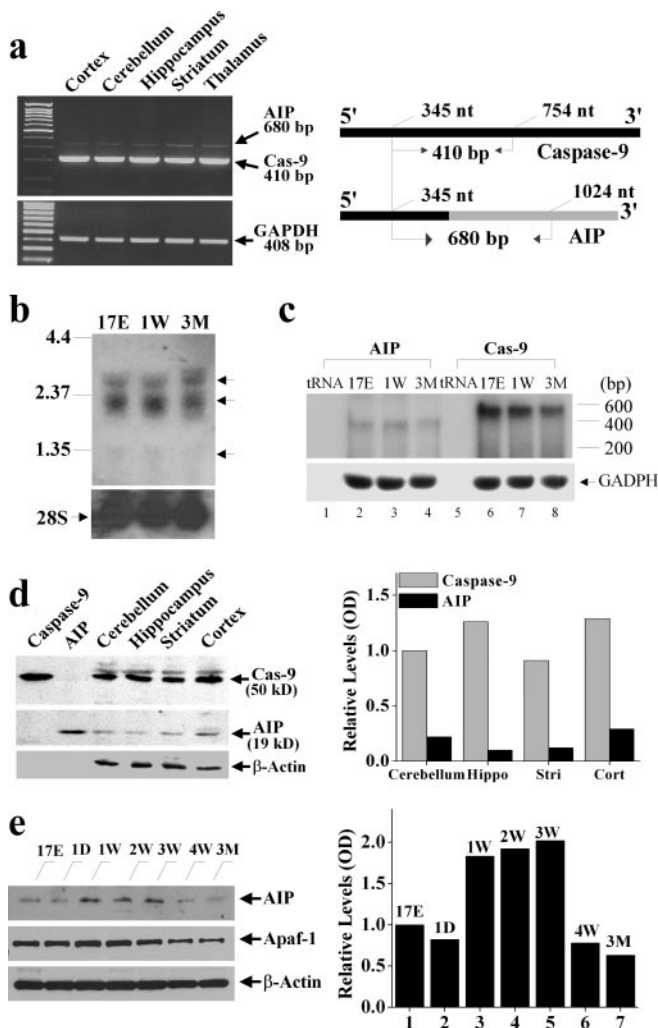 a
Cortex
Cerebellum
Hippocampus
Striatum
Thalamus
AIP
680 bp
Cas-9
410 bp
GAPDH
408 bp
5'
345 nt
754 nt
3'
410 bp
Caspase-9
5'
345
1024 nt
3'
680 bp
AIP
b
17E 1W 3M
4.4
2.37
1.35
28S
c
AIP
Cas-9
tRNA 17E 1W 3M tRNA 17E 1W 3M (bp)
600
400
200
GADPH
1 2 3 4 5 6 7 8
d
Caspase-9
AIP
Cerebellum
Hippocampus
Striatum
Cortex
Cas-9
(50 kD)
AIP
(19 kD)
β-Actin
Caspase-9
AIP
Relative Levels (OD)
1.5
1.0
0.5
0.0
Cerebellum Hippo Stri Cort
e
17E 1D 1W 2W 3W 4W 3M
AIP
Apaf-1
β-Actin
Relative Levels (OD)
2.0
1.5
1.0
0.5
0.0
17E
1D
1W
2W
3W
4W
3M
1 2 3 4 5 6 7